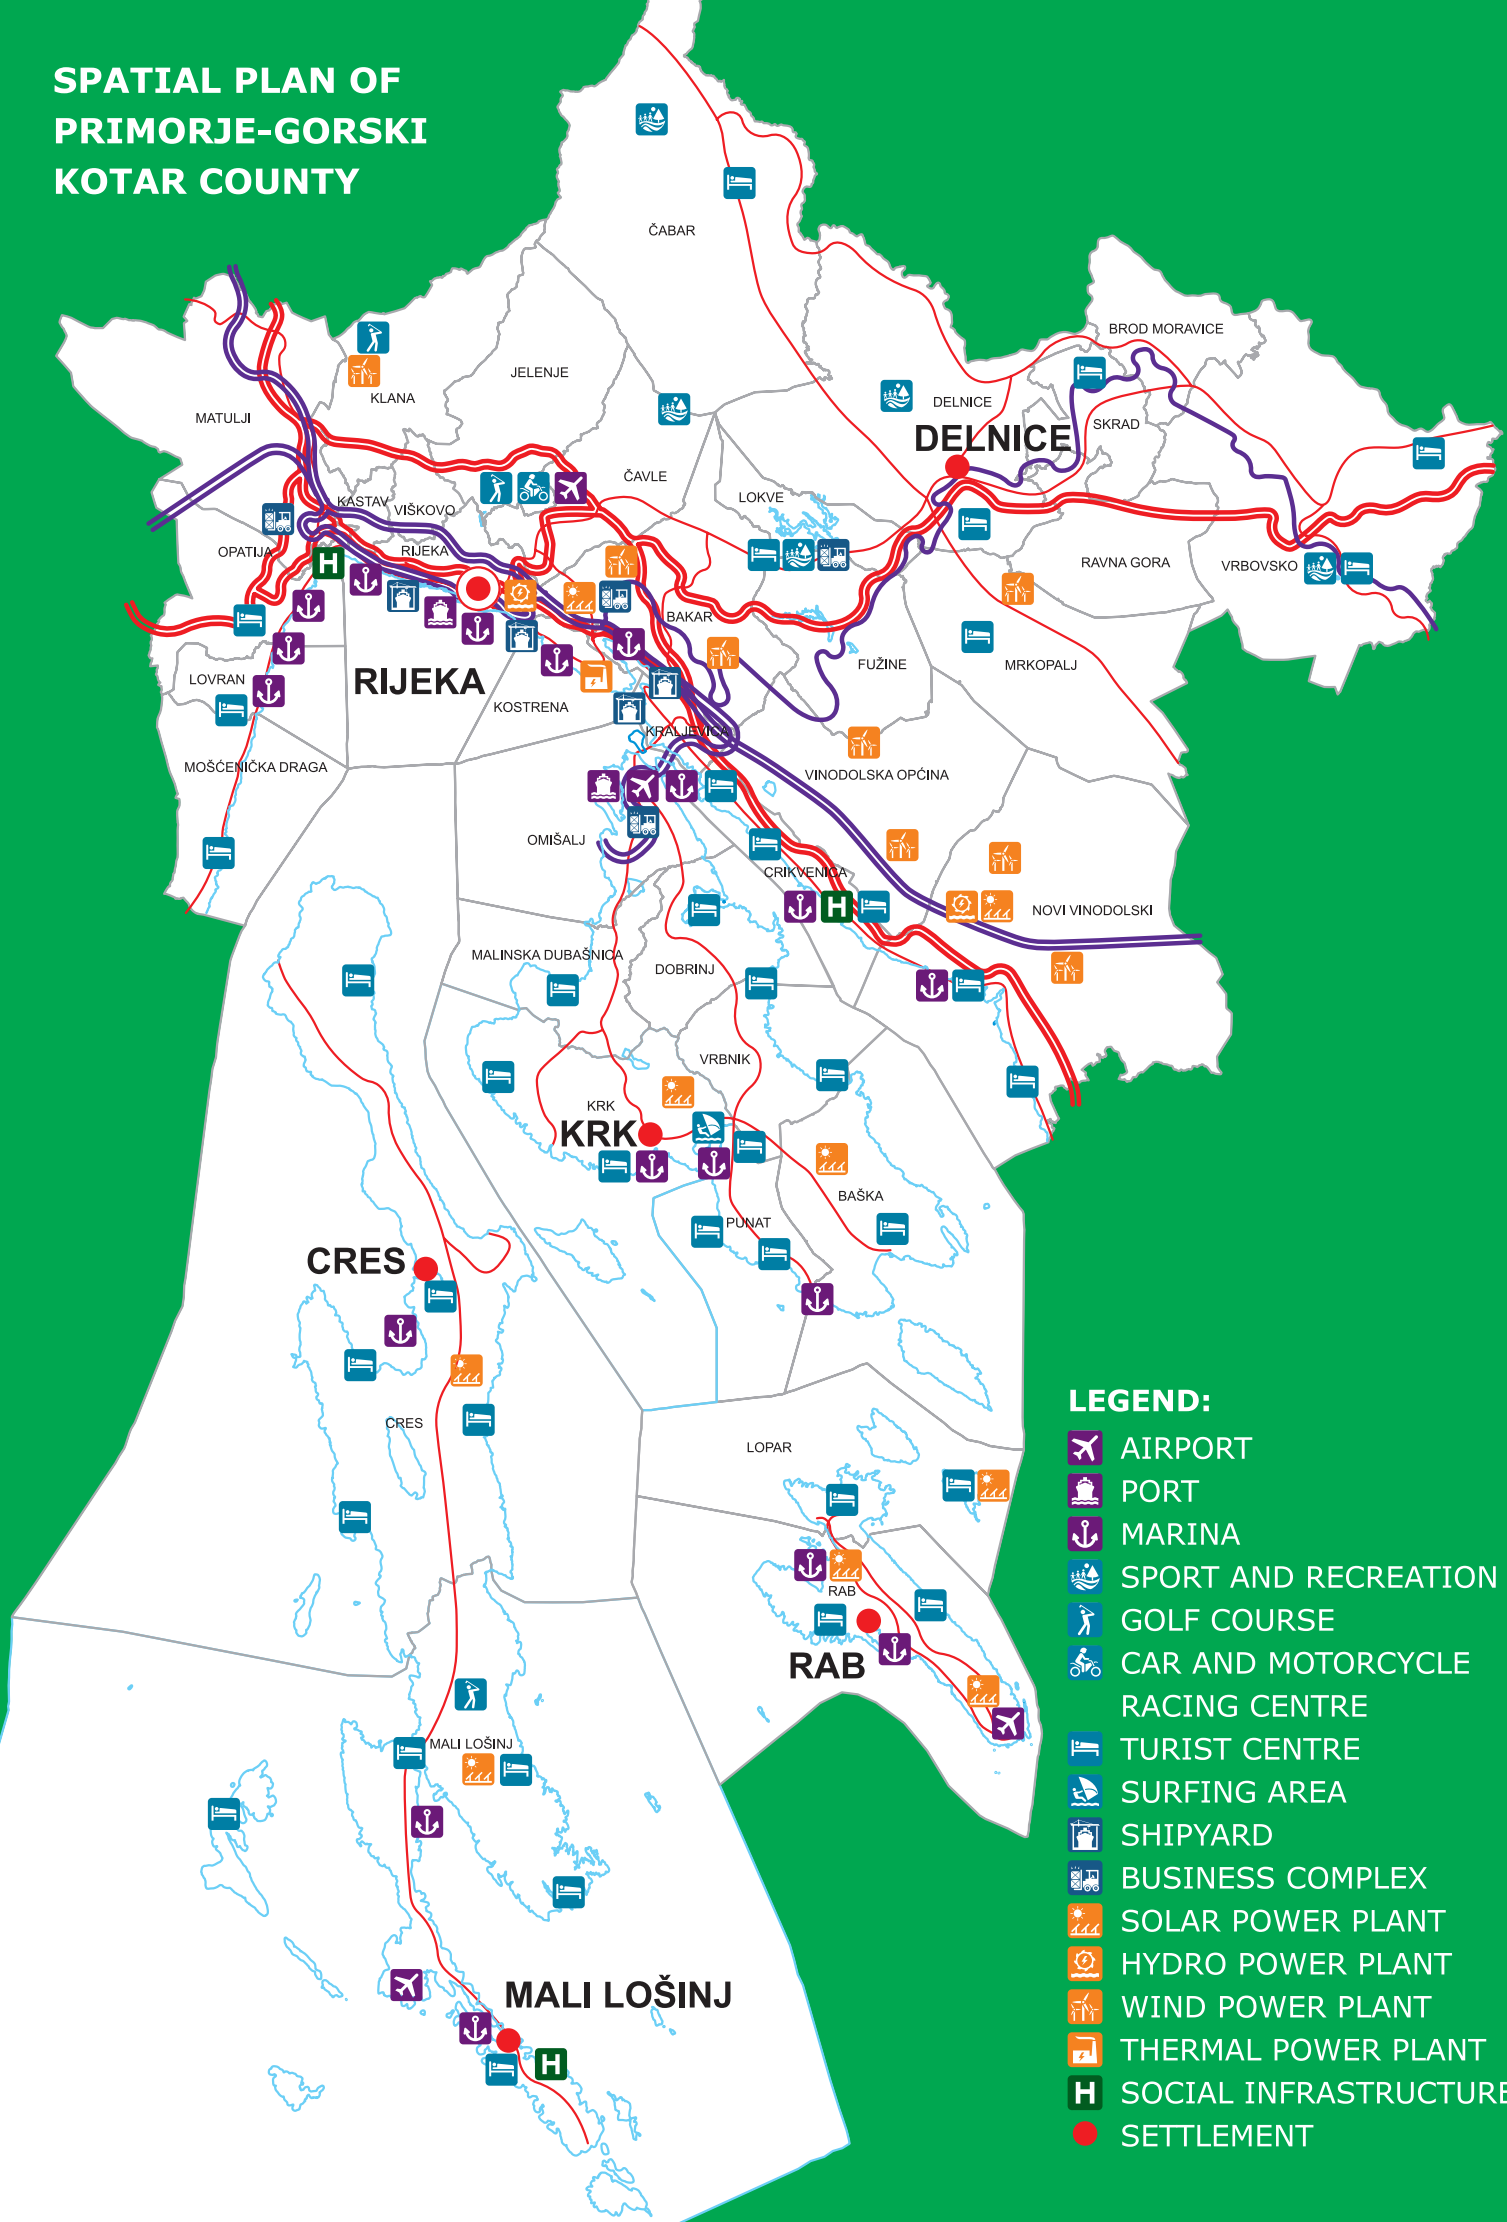 SPATIAL PLAN OF
PRIMORJE-GORSKI
KOTAR COUNTY
ČABAR
BROD MORAVICE
JELENJE
KLANA
MATULJI
DELNICE
DELNICE
SKRAD
ČAVLE
LOKVE
KASTAV
VIŠKOVO
OPATIJA
RIJEKA
H
RAVNA GORA
VRBOVSKO
BAKAR
FUŽINE
MRKOPALJ
LOVRAN
RIJEKA
KOSTRENA
KRALJEVICA
MOŠĆENIČKA DRAGA
VINODOLSKA OPĆINA
OMIŠALJ
CRIKVENICA
H
NOVI VINODOLSKI
MALINSKA DUBAŠNICA
DOBRINJ
VRBNIK
KRK
KRK
BAŠKA
PUNAT
CRES
CRES
LOPAR
RAB
RAB
MALI LOŠINJ
MALI LOŠINJ
H
LEGEND:
AIRPORT
PORT
MARINA
SPORT AND RECREATION
GOLF COURSE
CAR AND MOTORCYCLE
RACING CENTRE
TURIST CENTRE
SURFING AREA
SHIPYARD
BUSINESS COMPLEX
SOLAR POWER PLANT
HYDRO POWER PLANT
WIND POWER PLANT
THERMAL POWER PLANT
H SOCIAL INFRASTRUCTURE
SETTLEMENT